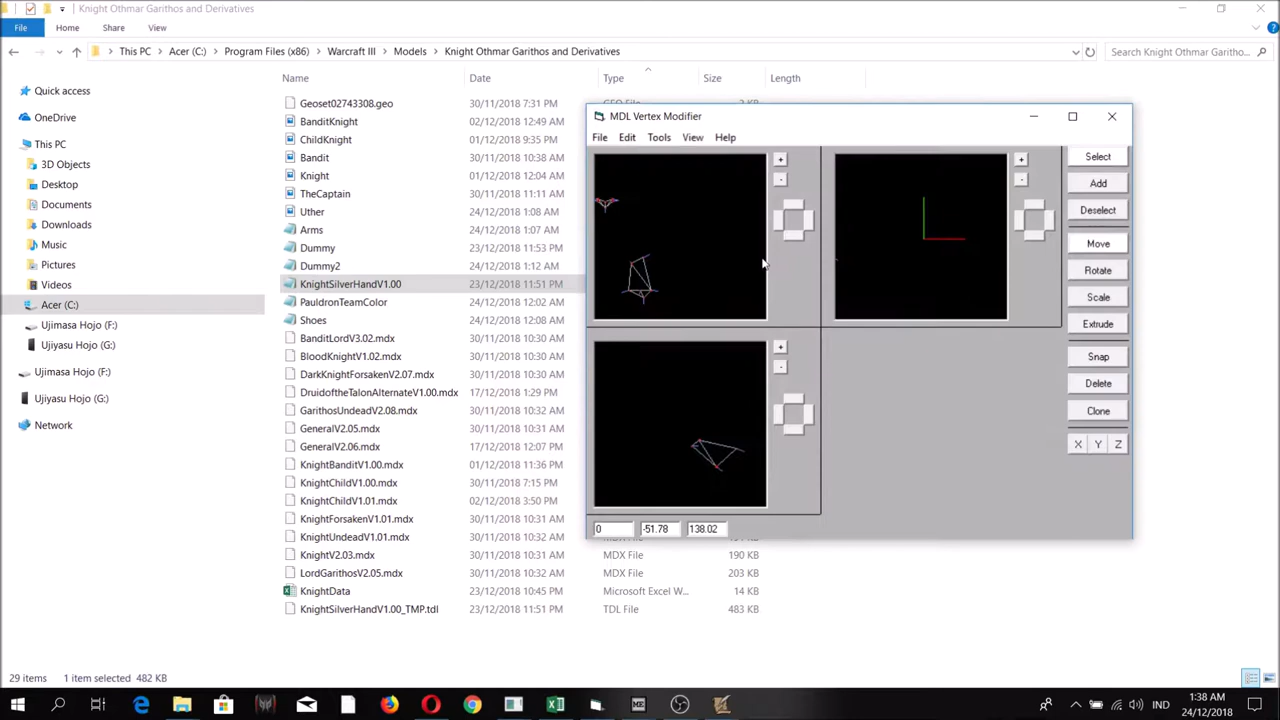 Knight Othmar Garithos and Derivatives
File Home Share View
This PC Acer (C:) Program Files (x86) Warcraft III Models Knight Othmar Garithos and Derivatives
Search Knight Othmar Garitho...
Quick access
OneDrive
This PC
3D Objects
Desktop
Documents
Downloads
Music
Pictures
Videos
Acer (C:)
Ujimasa Hojo (F:)
Ujiyasu Hojo (G:)
Ujimasa Hojo (F:)
Ujiyasu Hojo (G:)
Network
Name Date Type Size Length
Geoset02743308.geo 30/11/2018 7:31 PM
BanditKnight 02/12/2018 12:49 AM
ChildKnight 01/12/2018 9:35 PM
Bandit 30/11/2018 10:38 AM
Knight 01/12/2018 12:04 AM
TheCaptain 30/11/2018 11:11 AM
Uther 24/12/2018 1:08 AM
Arms 24/12/2018 1:07 AM
Dummy 23/12/2018 11:53 PM
Dummy2 24/12/2018 1:12 AM
KnightSilverHandV1.00 23/12/2018 11:51 PM
PauldronTeamColor 24/12/2018 12:02 AM
Shoes 24/12/2018 12:08 AM
BanditLordV3.02.mdx 30/11/2018 10:30 AM
BloodKnightV1.02.mdx 30/11/2018 10:30 AM
DarkKnightForsakenV2.07.mdx 30/11/2018 10:31 AM
DruidoftheTalonAlternateV1.00.mdx 17/12/2018 1:29 PM
GarithosUndeadV2.08.mdx 30/11/2018 10:32 AM
GeneralV2.05.mdx 30/11/2018 10:31 AM
GeneralV2.06.mdx 17/12/2018 12:07 PM
KnightBanditV1.00.mdx 01/12/2018 11:36 PM
KnightChildV1.00.mdx 30/11/2018 7:15 PM
KnightChildV1.01.mdx 02/12/2018 3:50 PM
KnightForsakenV1.01.mdx 30/11/2018 10:31 AM
KnightUndeadV1.01.mdx 30/11/2018 10:32 AM
KnightV2.03.mdx 30/11/2018 10:31 AM MDX File 190 KB
LordGarithosV2.05.mdx 30/11/2018 10:32 AM MDX File 203 KB
KnightData 23/12/2018 10:45 PM Microsoft Excel W... 14 KB
KnightSilverHandV1.00_TMP.tdl 23/12/2018 11:51 PM TDL File 483 KB
MDL Vertex Modifier
File Edit Tools View Help
+
-
+
-
+
-
Select
Add
Deselect
Move
Rotate
Scale
Extrude
Snap
Delete
Clone
X Y Z
0 -51.78 138.02
29 items 1 item selected 482 KB
ME
IND
1:38 AM
24/12/2018